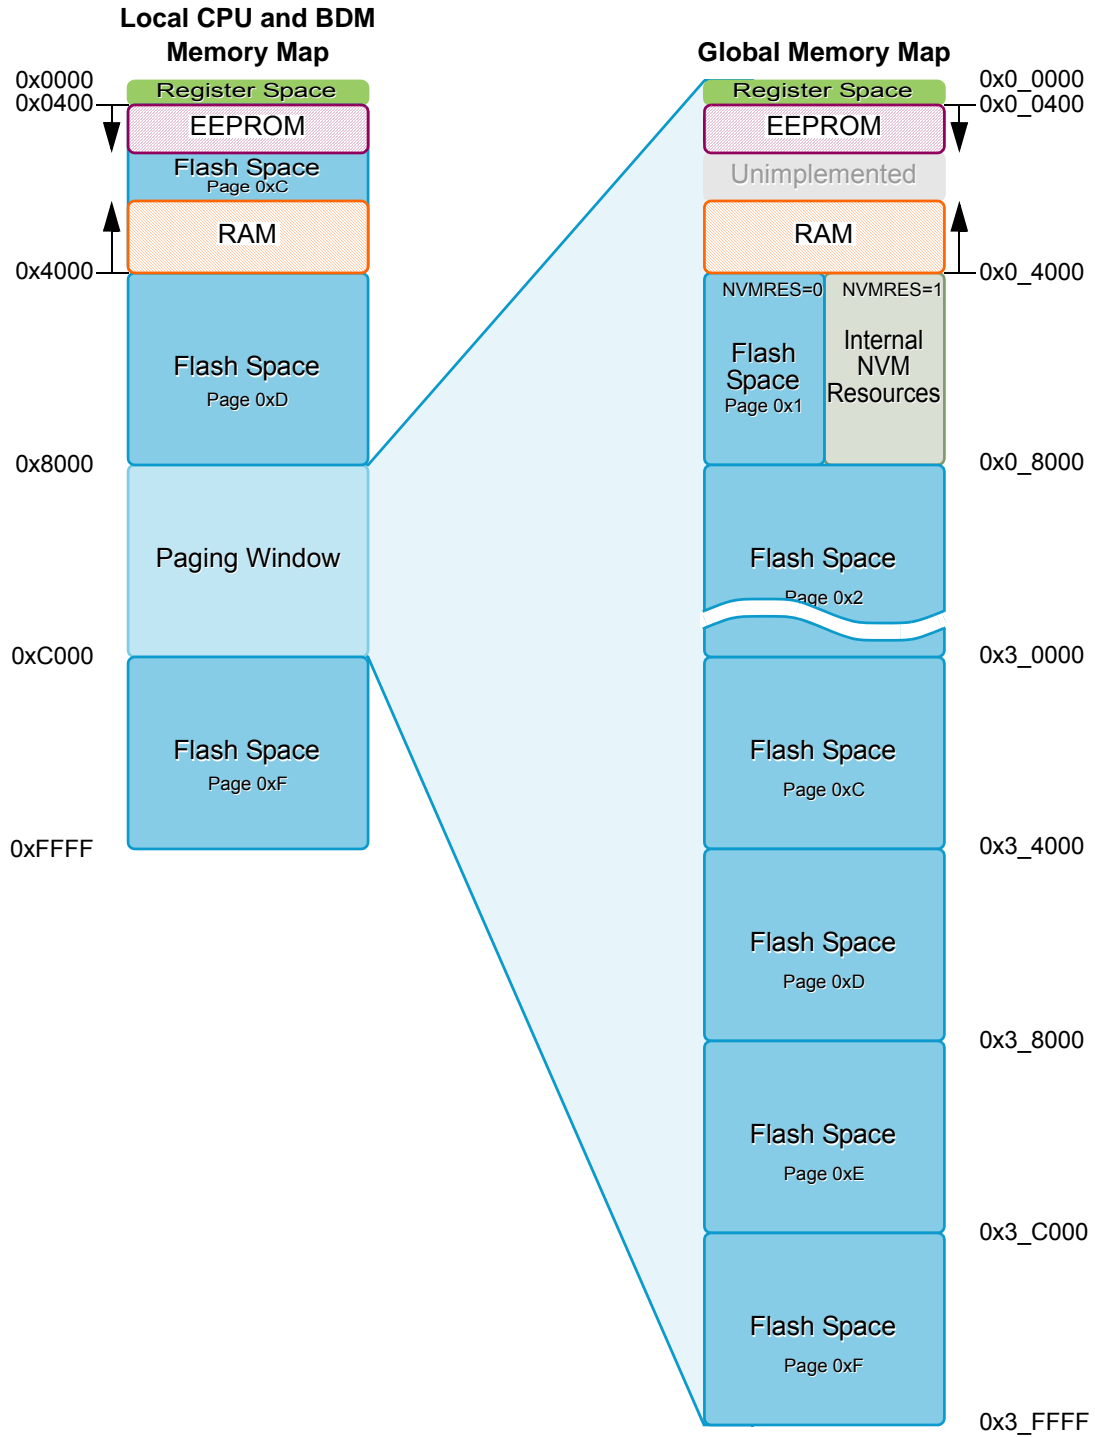 Local CPU and BDM
Memory Map
0x0000
Register Space
0x0400
EEPROM
Flash Space
Page 0xC
RAM
0x4000
Flash Space
Page 0xD
0x8000
Paging Window
0xC000
Flash Space
Page 0xF
0xFFFF
Global Memory Map
0x0_0000
Register Space
0x0_0400
EEPROM
Unimplemented
RAM
0x0_4000
NVMRES=0
Flash
Space
Page 0x1
NVMRES=1
Internal
NVM
Resources
0x0_8000
Flash Space
Page 0x2
0x3_0000
Flash Space
Page 0xC
0x3_4000
Flash Space
Page 0xD
0x3_8000
Flash Space
Page 0xE
0x3_C000
Flash Space
Page 0xF
0x3_FFFF